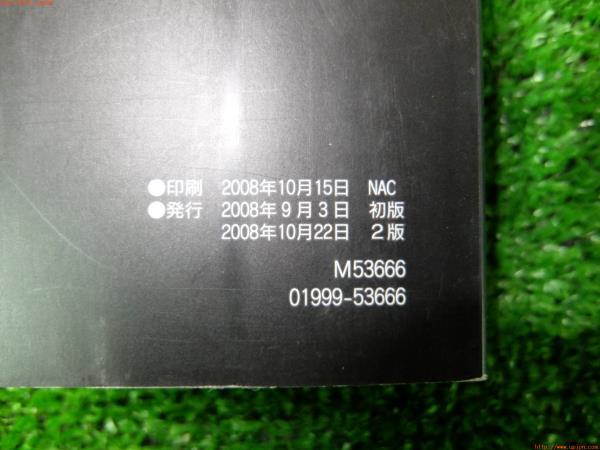 ●印刷 2008年10月15日 NAC
●発行 2008年9月3日 初版
2008年10月22日 2版
M53666
01999-53666